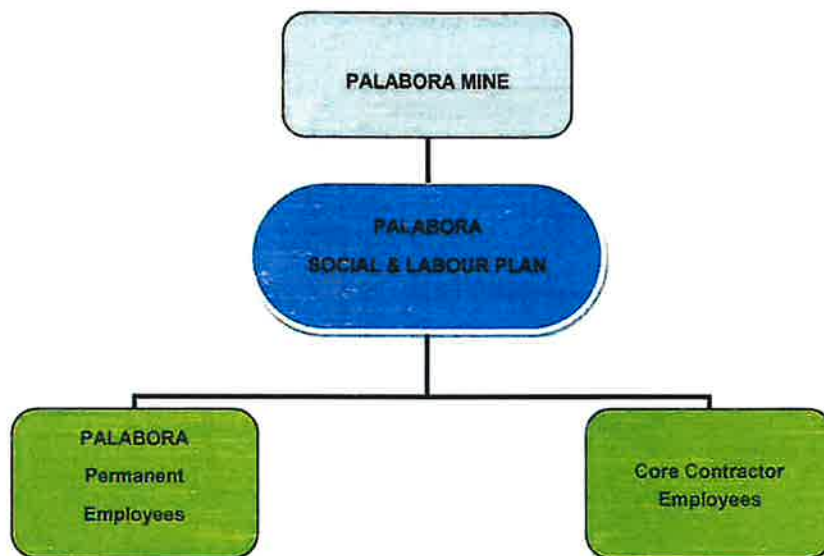 PALABORA MINE
PALABORA
SOCIAL & LABOUR PLAN
PALABORA
Permanent
Employees
Core Contractor
Employees